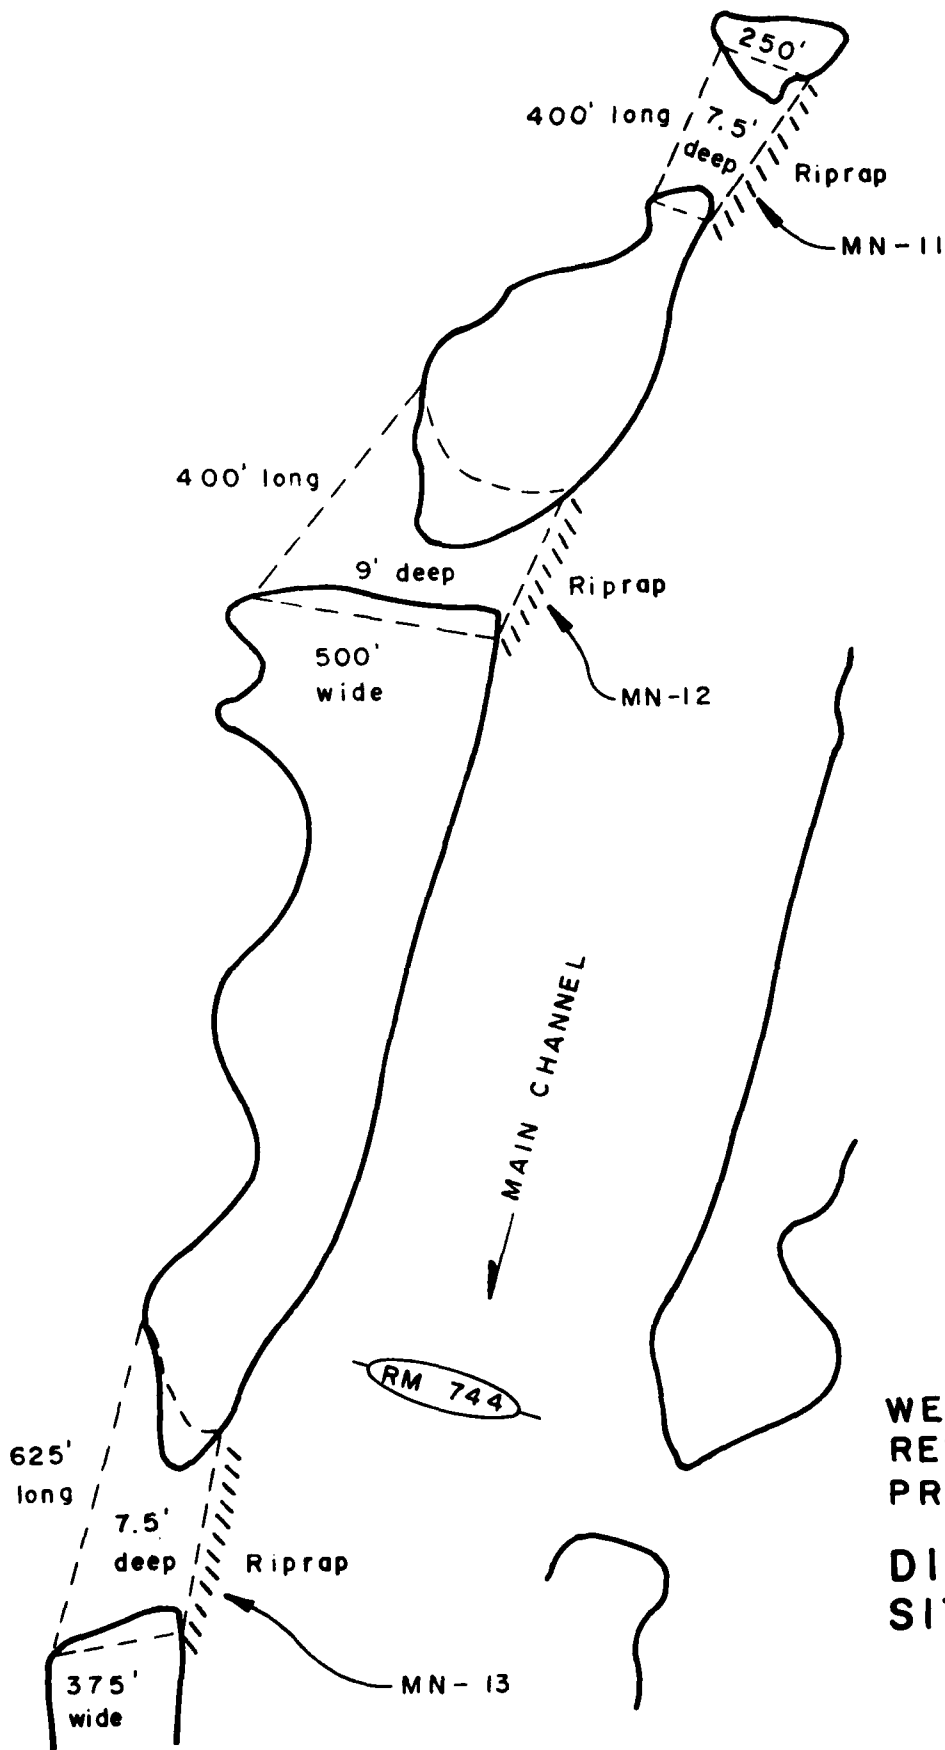 250'
400' long
7.5'
deep
Riprap
MN-11
400' long
9' deep
Riprap
500'
wide
MN-12
MAIN CHANNEL
RM 744
625'
long
7.5'
deep
Riprap
375'
wide
MN-13
WE
RE
PR
DI
SI